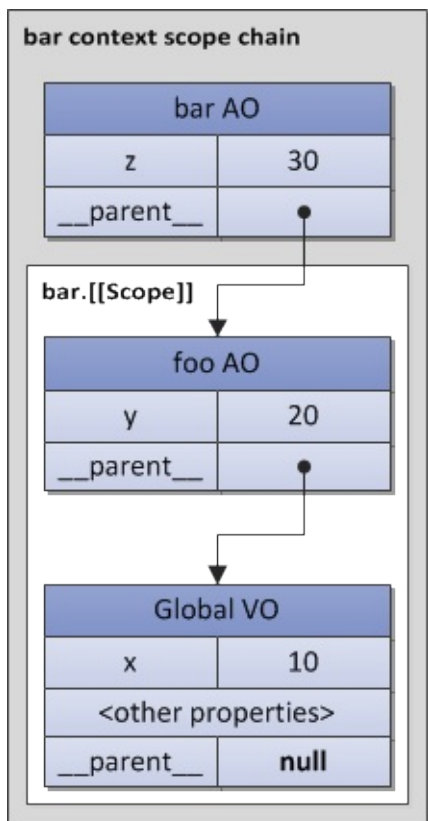 bar context scope chain
bar AO
z 30
__parent__
bar.[[Scope]]
foo AO
y 20
__parent__
Global VO
x 10
<other properties>
__parent__ null